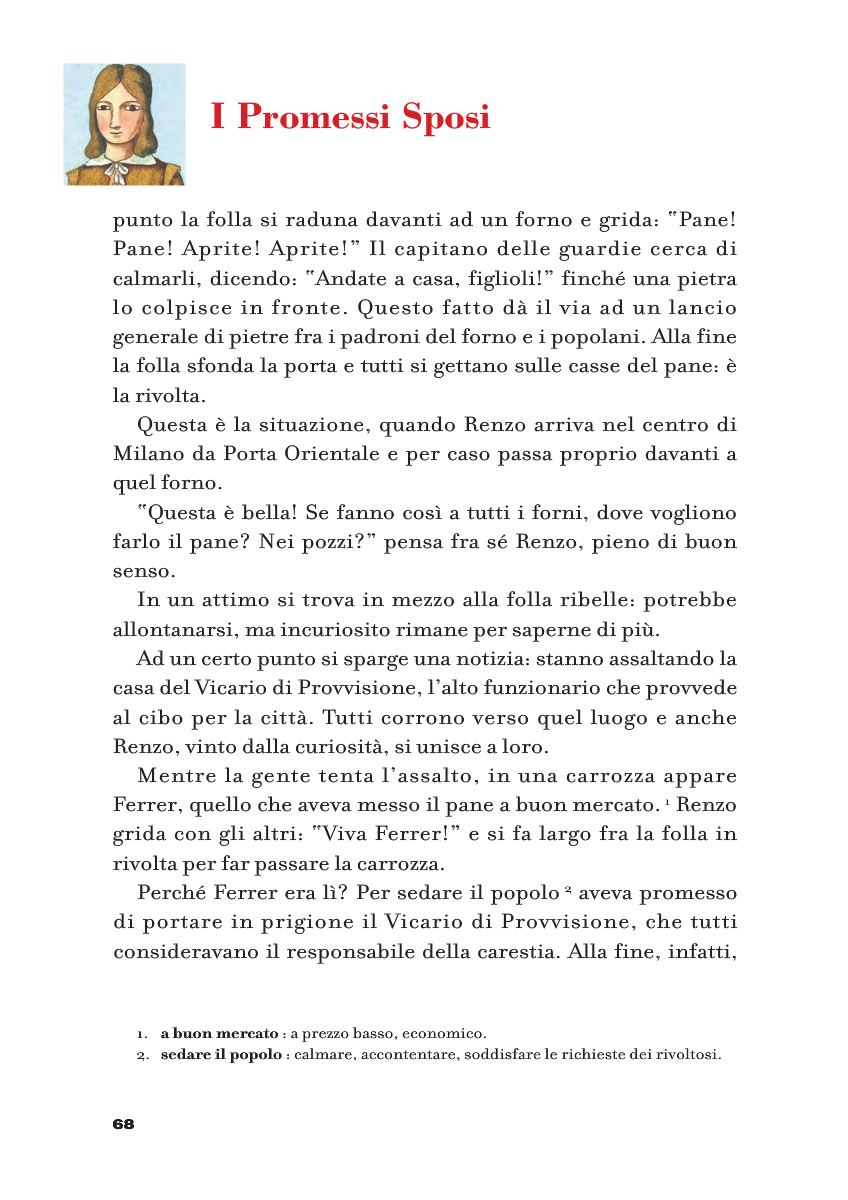 I Promessi Sposi
punto la folla si raduna davanti ad un forno e grida: “Pane!
Pane! Aprite! Aprite!” Il capitano delle guardie cerca di
calmarli, dicendo: “Andate a casa, figlioli!” finché una pietra
lo colpisce in fronte. Questo fatto dà il via ad un lancio
generale di pietre fra i padroni del forno e i popolani. Alla fine
la folla sfonda la porta e tutti si gettano sulle casse del pane: è
la rivolta.
Questa è la situazione, quando Renzo arriva nel centro di
Milano da Porta Orientale e per caso passa proprio davanti a
quel forno.
“Questa è bella! Se fanno così a tutti i forni, dove vogliono
farlo il pane? Nei pozzi?” pensa fra sé Renzo, pieno di buon
senso.
In un attimo si trova in mezzo alla folla ribelle: potrebbe
allontanarsi, ma incuriosito rimane per saperne di più.
Ad un certo punto si sparge una notizia: stanno assaltando la
casa del Vicario di Provvisione, l’alto funzionario che provvede
al cibo per la città. Tutti corrono verso quel luogo e anche
Renzo, vinto dalla curiosità, si unisce a loro.
Mentre la gente tenta l’assalto, in una carrozza appare
Ferrer, quello che aveva messo il pane a buon mercato. 1 Renzo
grida con gli altri: “Viva Ferrer!” e si fa largo fra la folla in
rivolta per far passare la carrozza.
Perché Ferrer era lì? Per sedare il popolo 2 aveva promesso
di portare in prigione il Vicario di Provvisione, che tutti
consideravano il responsabile della carestia. Alla fine, infatti,
1. a buon mercato : a prezzo basso, economico.
2. sedare il popolo : calmare, accontentare, soddisfare le richieste dei rivoltosi.
68